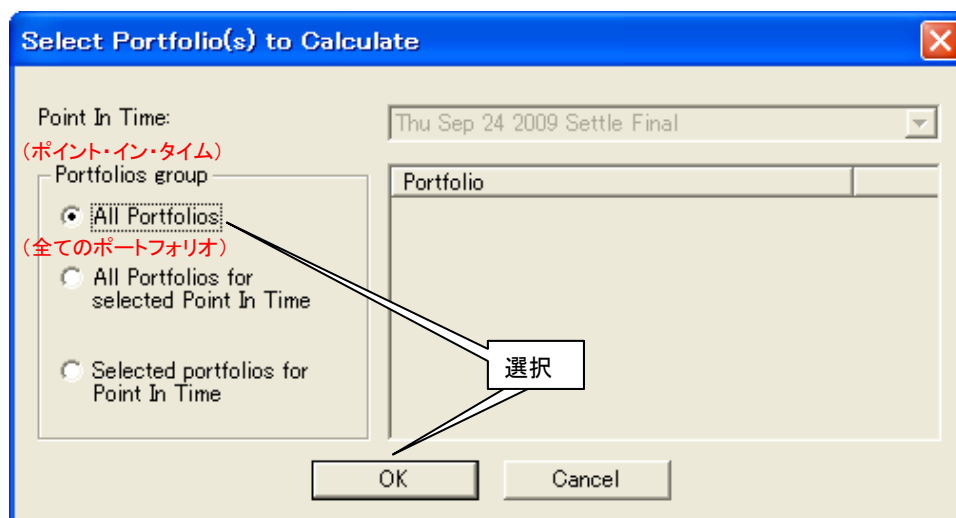 Select Portfolio(s) to Calculate
Point In Time:
Thu Sep 24 2009 Settle Final
（ポイント・イン・タイム）
Portfolios group
Portfolio
All Portfolios
（全てのポートフォリオ）
All Portfolios for
selected Point In Time
選択
Selected portfolios for
Point In Time
OK
Cancel